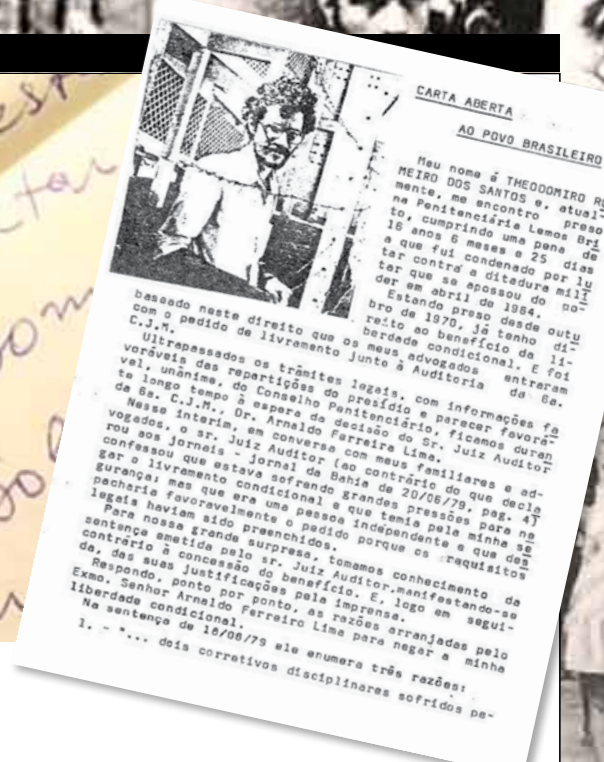 CARTA ABERTA
AO POVO BRASILEIRO
Meu nome é THEODOMIRO RO
MEIRO DOS SANTOS e, atual-
mente, me encontro preso
na Penitenciária Lemos Bri
to, cumprindo uma pena de
16 anos 6 meses e 25 dias
a que fui condenado por lu
tar contra a ditadura mili
tar que se apossou do po-
der em abril de 1964.
Estando preso desde outu
bro de 1970, já tenho di-
reito ao benefício da li-
berdade condicional. E foi
baseado neste direito que os meus advogados entraram
com o pedido de livramento junto à Auditoria da 6a.
C.J.M.
Ultrapassados os trâmites legais, com informações fa
voráveis das repartições do presídio e parecer favorá-
vel, unânime, do Conselho Penitenciário, ficamos duran
te longo tempo à espera da decisão do Sr. Juiz Auditor
da 6a. C.J.M., Dr. Arnaldo Ferreira Lima.
Nesse interim, em conversa com meus familiares e ad-
vogados, o sr. Juiz Auditor (ao contrário do que decla
rou aos jornais - jornal da Bahia de 20/06/79, pag. 4)
confessou que estava sofrendo grandes pressões para ne
gar o livramento condicional e que temia pela minha se
gurança; mas que era uma pessoa independente e que des
pacharia favoravelmente o pedido porque os requisitos
legais haviam sido preenchidos.
Para nossa grande surpresa, tomamos conhecimento da
sentença emetida pelo sr. Juiz Auditor,manifestando-se
contrário à concessão do benefício. E, logo em segui-
da, das suas justificações pela imprensa.
Respondo, ponto por ponto, as razões arranjadas pelo
Exmo. Senhor Arnaldo Ferreiro Lima para negar a minha
liberdade condicional.
Na sentença de 18/06/79 ele enumera três razões:
1. - "... dois corretivos disciplinares sofridos pe-